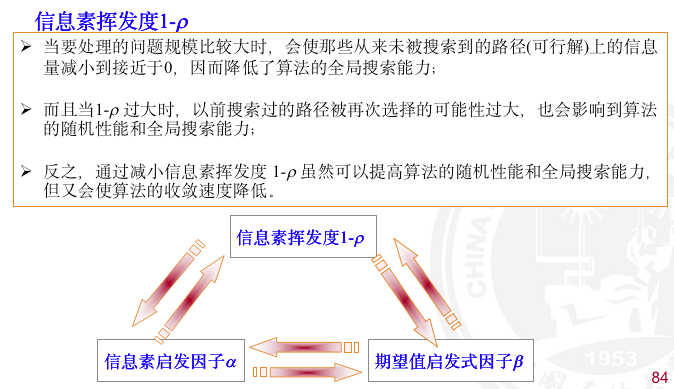 信息素挥发度1-ρ
➢ 当要处理的问题规模比较大时，会使那些从来未被搜索到的路径(可行解)上的信息
量减小到接近于0，因而降低了算法的全局搜索能力；
➢ 而且当1-ρ 过大时，以前搜索过的路径被再次选择的可能性过大，也会影响到算法
的随机性能和全局搜索能力；
➢ 反之，通过减小信息素挥发度 1-ρ 虽然可以提高算法的随机性能和全局搜索能力，
但又会使算法的收敛速度降低。
信息素挥发度1-ρ
信息素启发因子α
期望值启发式因子β
CHINA
1953
84